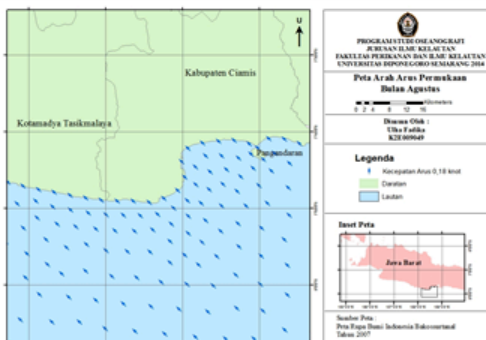 U
Kabupaten Ciamis
Kotamadya Tasikmalaya
Pangandaran
PROGRAM STUDI OSEANOGRAFI
JURUSAN ILMU KELAUTAN
FAKULTAS PERIKANAN DAN ILMU KELAUTAN
UNIVERSITAS DIPONEGORO SEMARANG 2014
Peta Arah Arus Permukaan
Bulan Agustus
0 2 4 8 12 16
Kilometers
Disusun Oleh :
K2E009049
Legenda
Kecepatan Arus 0,18 knot
Daratan
Lautan
Inset Peta
Jawa Barat
Sumber Peta :
Peta Rupa Bumi Indonesia Bakosurtanal
Tahun 2007